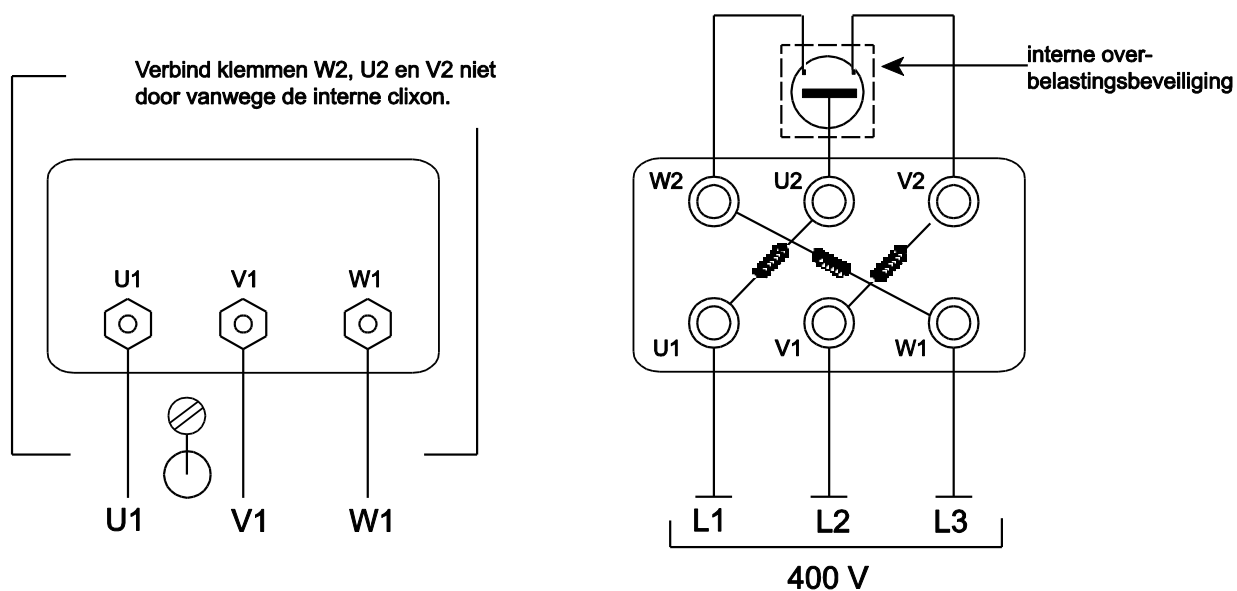 Verbind klemmen W2, U2 en V2 niet
door vanwege de interne clixon.
U1 V1 W1
U1 V1 W1
interne over-
belastingsbeveiliging
W2 U2 V2
U1 V1 W1
L1 L2 L3
400 V